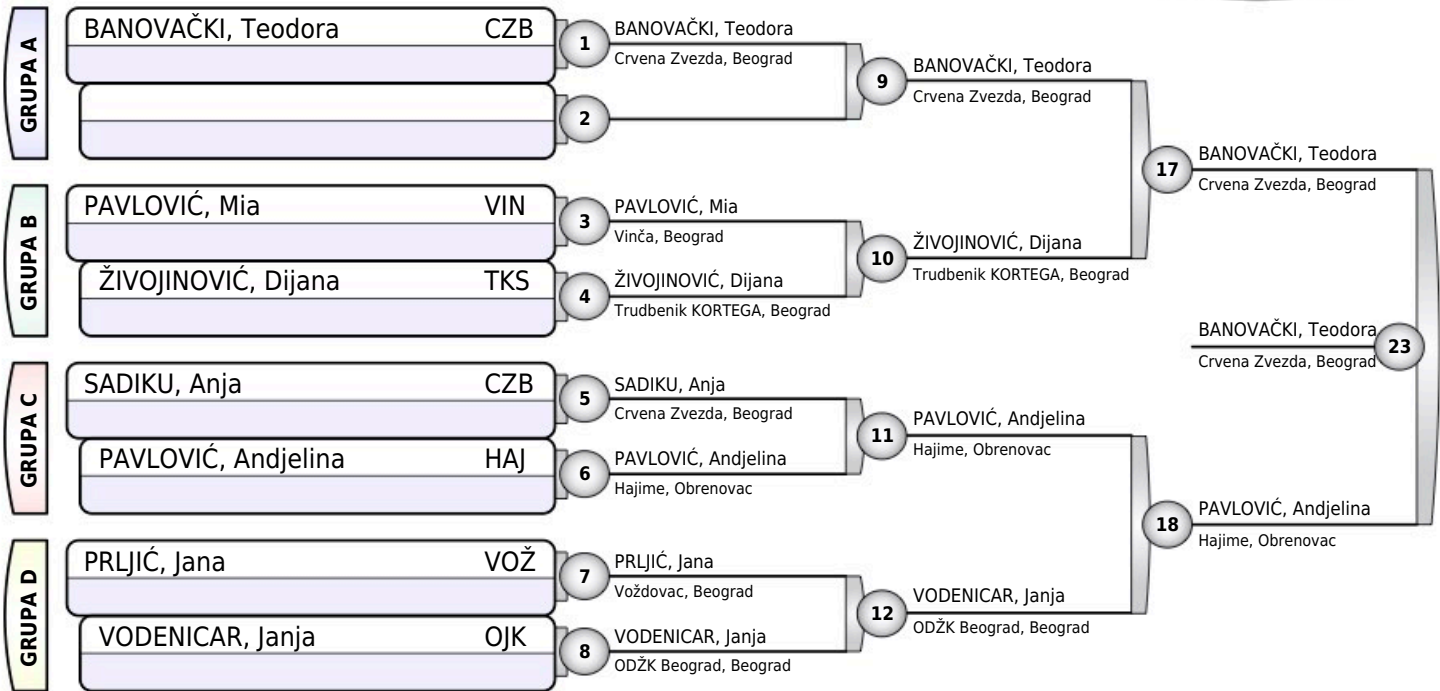 GRUPA A
BANOVAČKI, Teodora CZB
1
2
GRUPA B
PAVLOVIĆ, Mia VIN
ŽIVOJINOVIĆ, Dijana TKS
3
4
GRUPA C
SADIKU, Anja CZB
PAVLOVIĆ, Andjelina HAJ
5
6
GRUPA D
PRLJIĆ, Jana VOŽ
VODENICAR, Janja OJK
7
8
BANOVAČKI, Teodora
Crvena Zvezda, Beograd
PAVLOVIĆ, Mia
Vinča, Beograd
ŽIVOJINOVIĆ, Dijana
Trudbenik KORTEGA, Beograd
SADIKU, Anja
Crvena Zvezda, Beograd
PAVLOVIĆ, Andjelina
Hajime, Obrenovac
PRLJIĆ, Jana
Voždovac, Beograd
VODENICAR, Janja
ODŽK Beograd, Beograd
9
BANOVAČKI, Teodora
Crvena Zvezda, Beograd
10
ŽIVOJINOVIĆ, Dijana
Trudbenik KORTEGA, Beograd
11
PAVLOVIĆ, Andjelina
Hajime, Obrenovac
12
VODENICAR, Janja
ODŽK Beograd, Beograd
17
BANOVAČKI, Teodora
Crvena Zvezda, Beograd
18
PAVLOVIĆ, Andjelina
Hajime, Obrenovac
BANOVAČKI, Teodora
Crvena Zvezda, Beograd
23